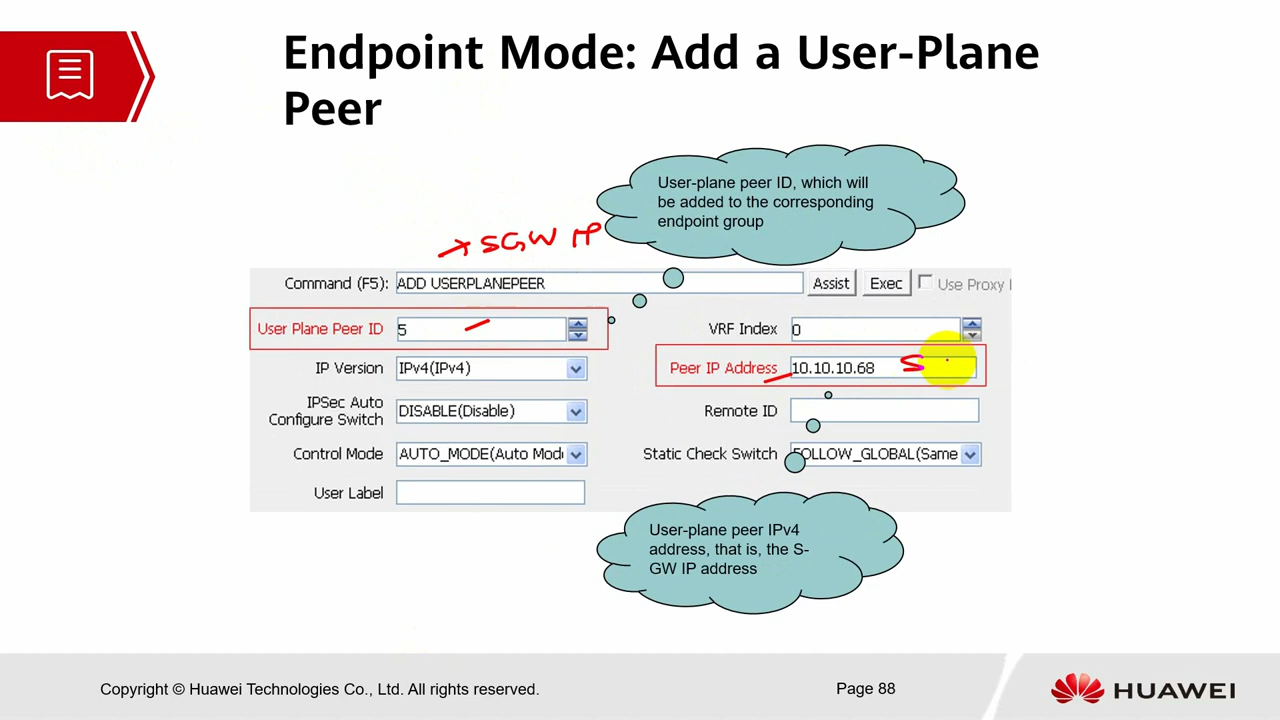 Endpoint Mode: Add a User-Plane
Peer
User-plane peer ID, which will
be added to the corresponding
endpoint group
→ SGW IP
Command (F5): ADD USERPLANEPEER Assist Exec Use Proxy
User Plane Peer ID 5 VRF Index 0
IP Version IPv4(IPv4) Peer IP Address 10.10.10.68 S
IPSec Auto
Configure Switch DISABLE(Disable) Remote ID
Control Mode AUTO_MODE(Auto Mod Static Check Switch FOLLOW_GLOBAL(Same
User Label
User-plane peer IPv4
address, that is, the S-
GW IP address
Copyright © Huawei Technologies Co., Ltd. All rights reserved. Page 88 HUAWEI